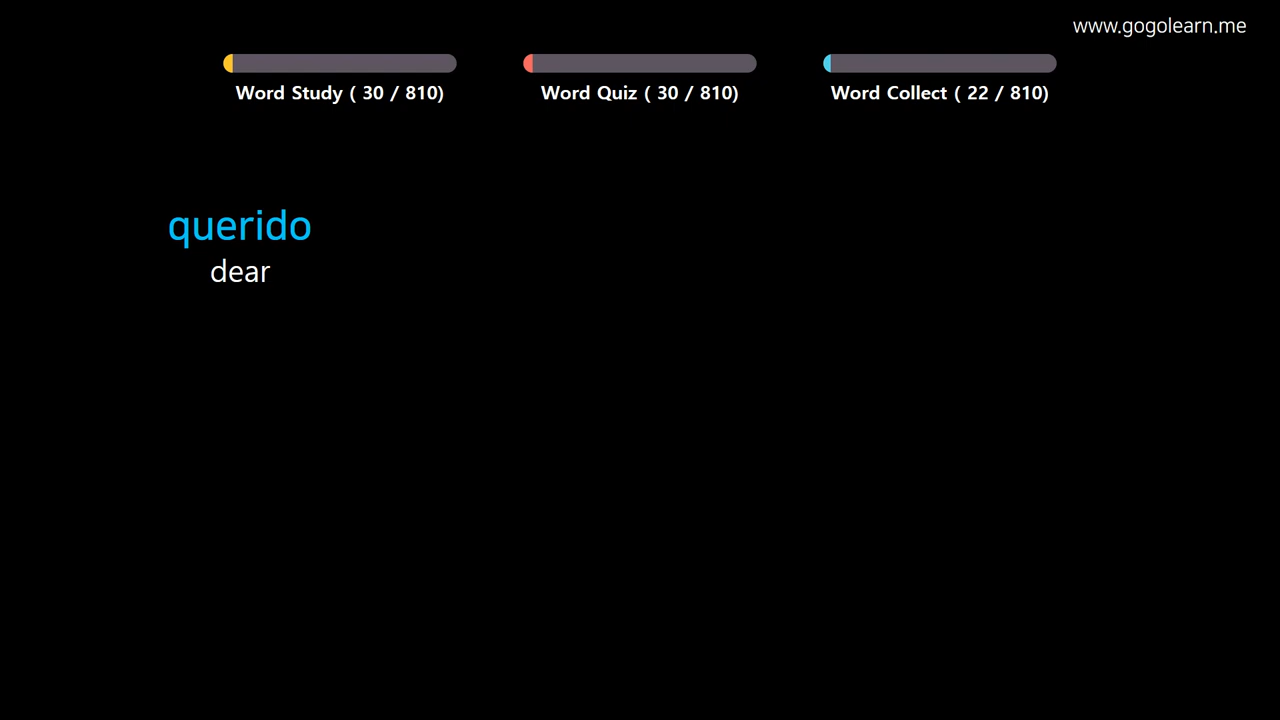 www.gogolearn.me
Word Study ( 30 / 810)
Word Quiz ( 30 / 810)
Word Collect ( 22 / 810)
querido
dear